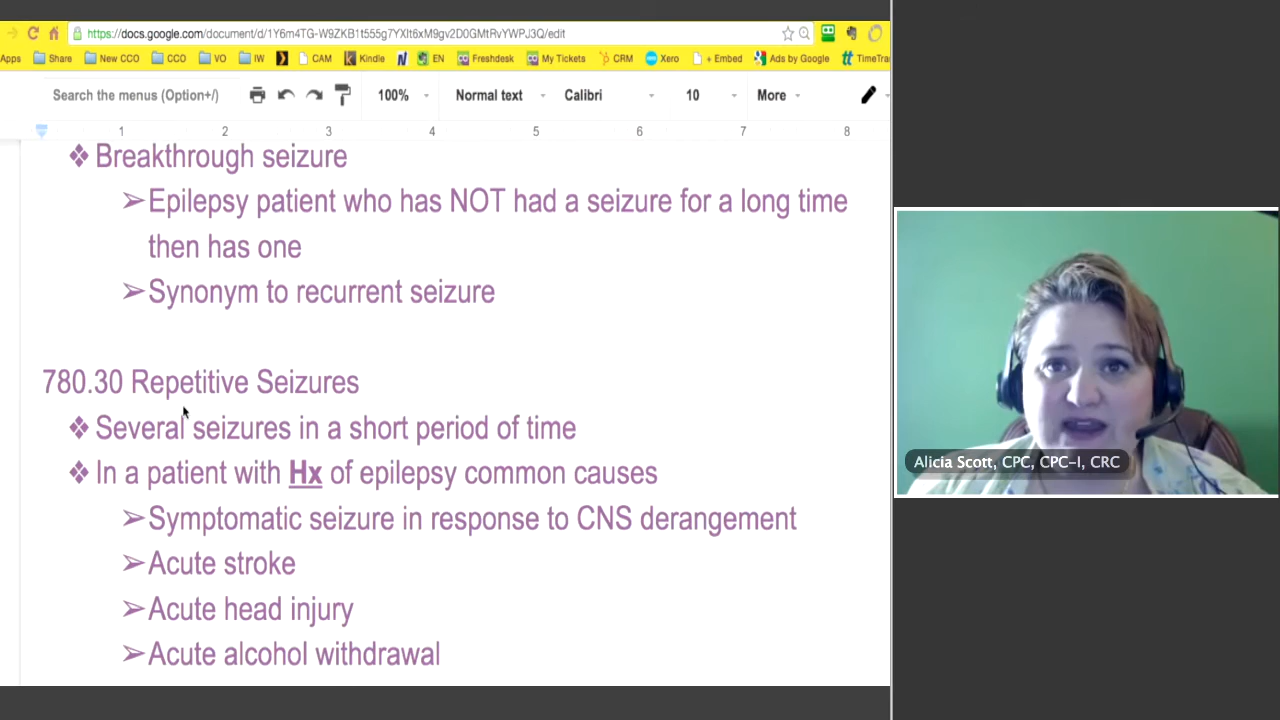 https://docs.google.com/document/d/1Y6m4TG-W9ZKB1t555g7YXIt6xM9gv2D0GMtRvYWPJ3Q/edit
Apps Share New CCO CCO VO IW CAM Kindle EN Freshdesk My Tickets CRM Xero + Embed Ads by Google TimeTra
Search the menus (Option+/) 100% Normal text Calibri 10 More
1 2 3 4 5 6 7 8
❖ Breakthrough seizure
➢ Epilepsy patient who has NOT had a seizure for a long time
then has one
➢ Synonym to recurrent seizure
780.30 Repetitive Seizures
❖ Several seizures in a short period of time
❖ In a patient with Hx of epilepsy common causes
➢ Symptomatic seizure in response to CNS derangement
➢ Acute stroke
➢ Acute head injury
➢ Acute alcohol withdrawal
Alicia Scott, CPC, CPC-I, CRC